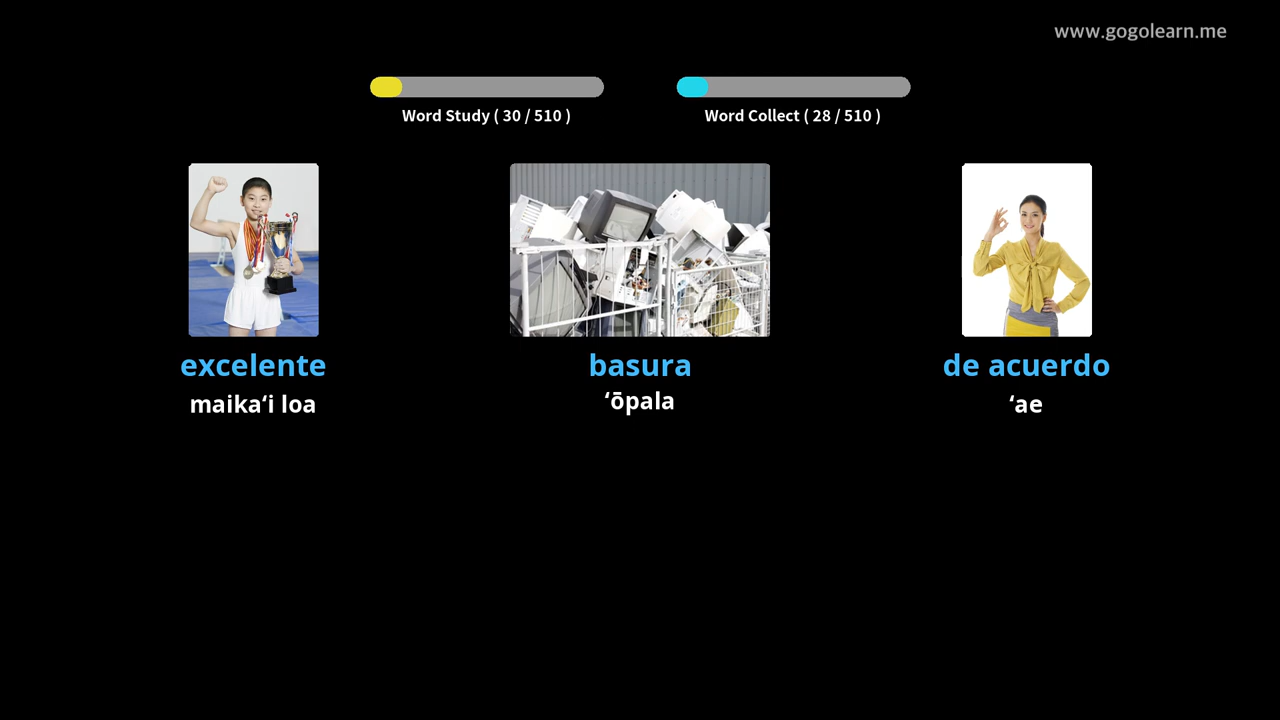 www.gogolearn.me
Word Study ( 30 / 510 )
Word Collect ( 28 / 510 )
excelente
maikaʻi loa
basura
ʻōpala
de acuerdo
ʻae